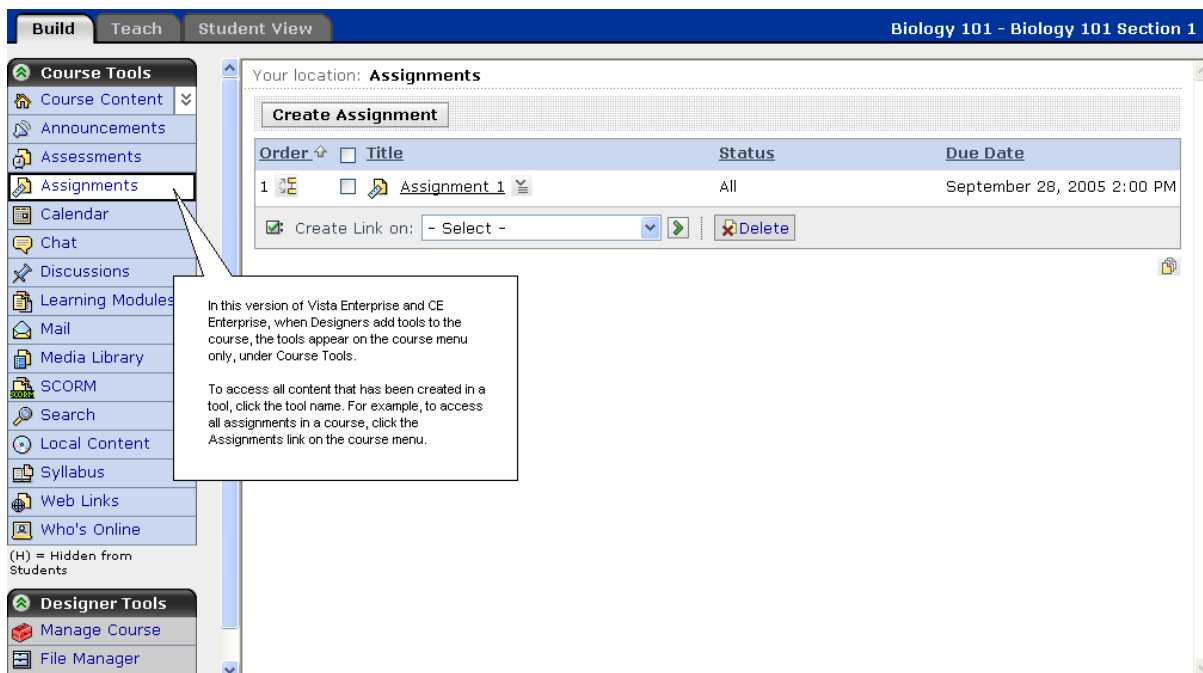 Build Teach Student View Biology 101 - Biology 101 Section 1
Course Tools
Course Content
Announcements
Assessments
Assignments
Calendar
Chat
Discussions
Learning Modules
Mail
Media Library
SCORM
Search
Local Content
Syllabus
Web Links
Who's Online
(H) = Hidden from
Students
Designer Tools
Manage Course
File Manager
Your location: Assignments
Create Assignment
Order Title Status Due Date
1 Assignment 1 All September 28, 2005 2:00 PM
Create Link on: - Select - Delete
In this version of Vista Enterprise and CE
Enterprise, when Designers add tools to the
course, the tools appear on the course menu
only, under Course Tools.
To access all content that has been created in a
tool, click the tool name. For example, to access
all assignments in a course, click the
Assignments link on the course menu.